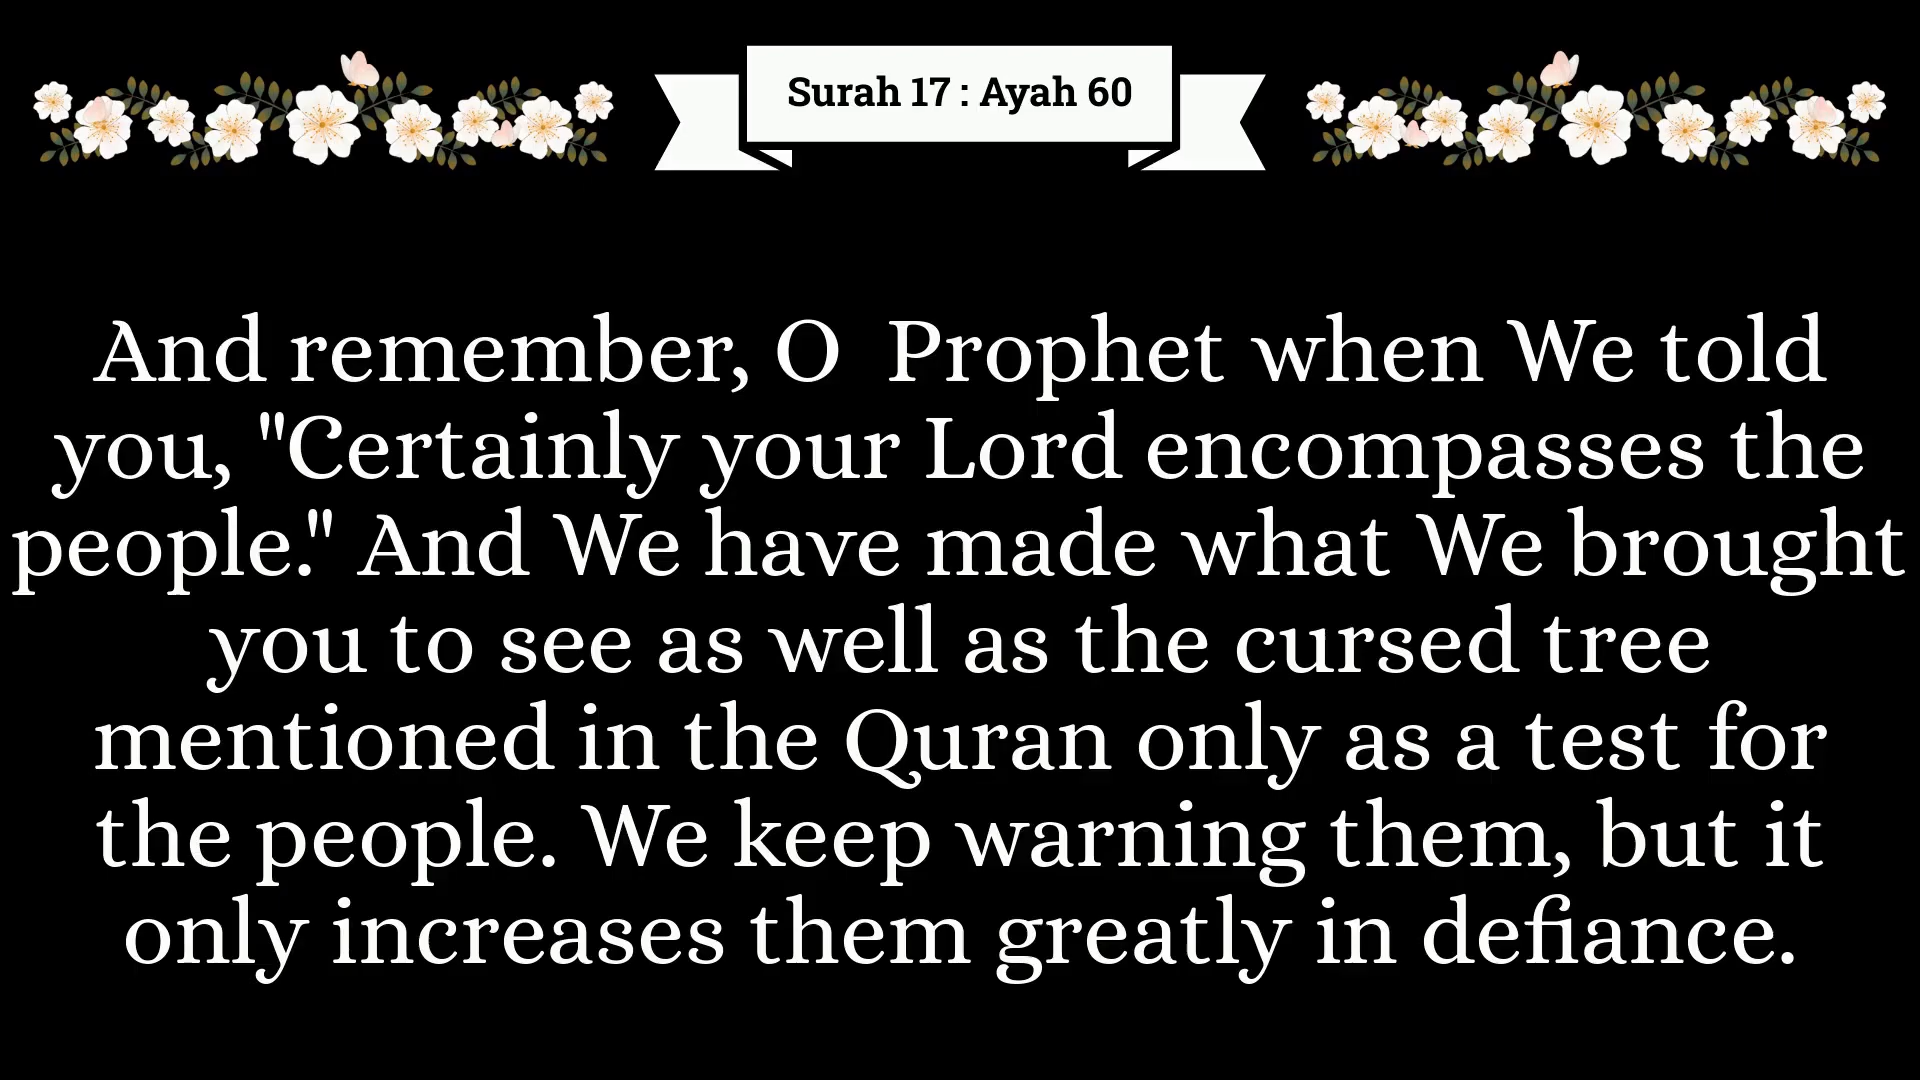 Surah 17 : Ayah 60
And remember, O  Prophet when We told
you, "Certainly your Lord encompasses the
people." And We have made what We brought
you to see as well as the cursed tree
mentioned in the Quran only as a test for
the people. We keep warning them, but it
only increases them greatly in defiance.